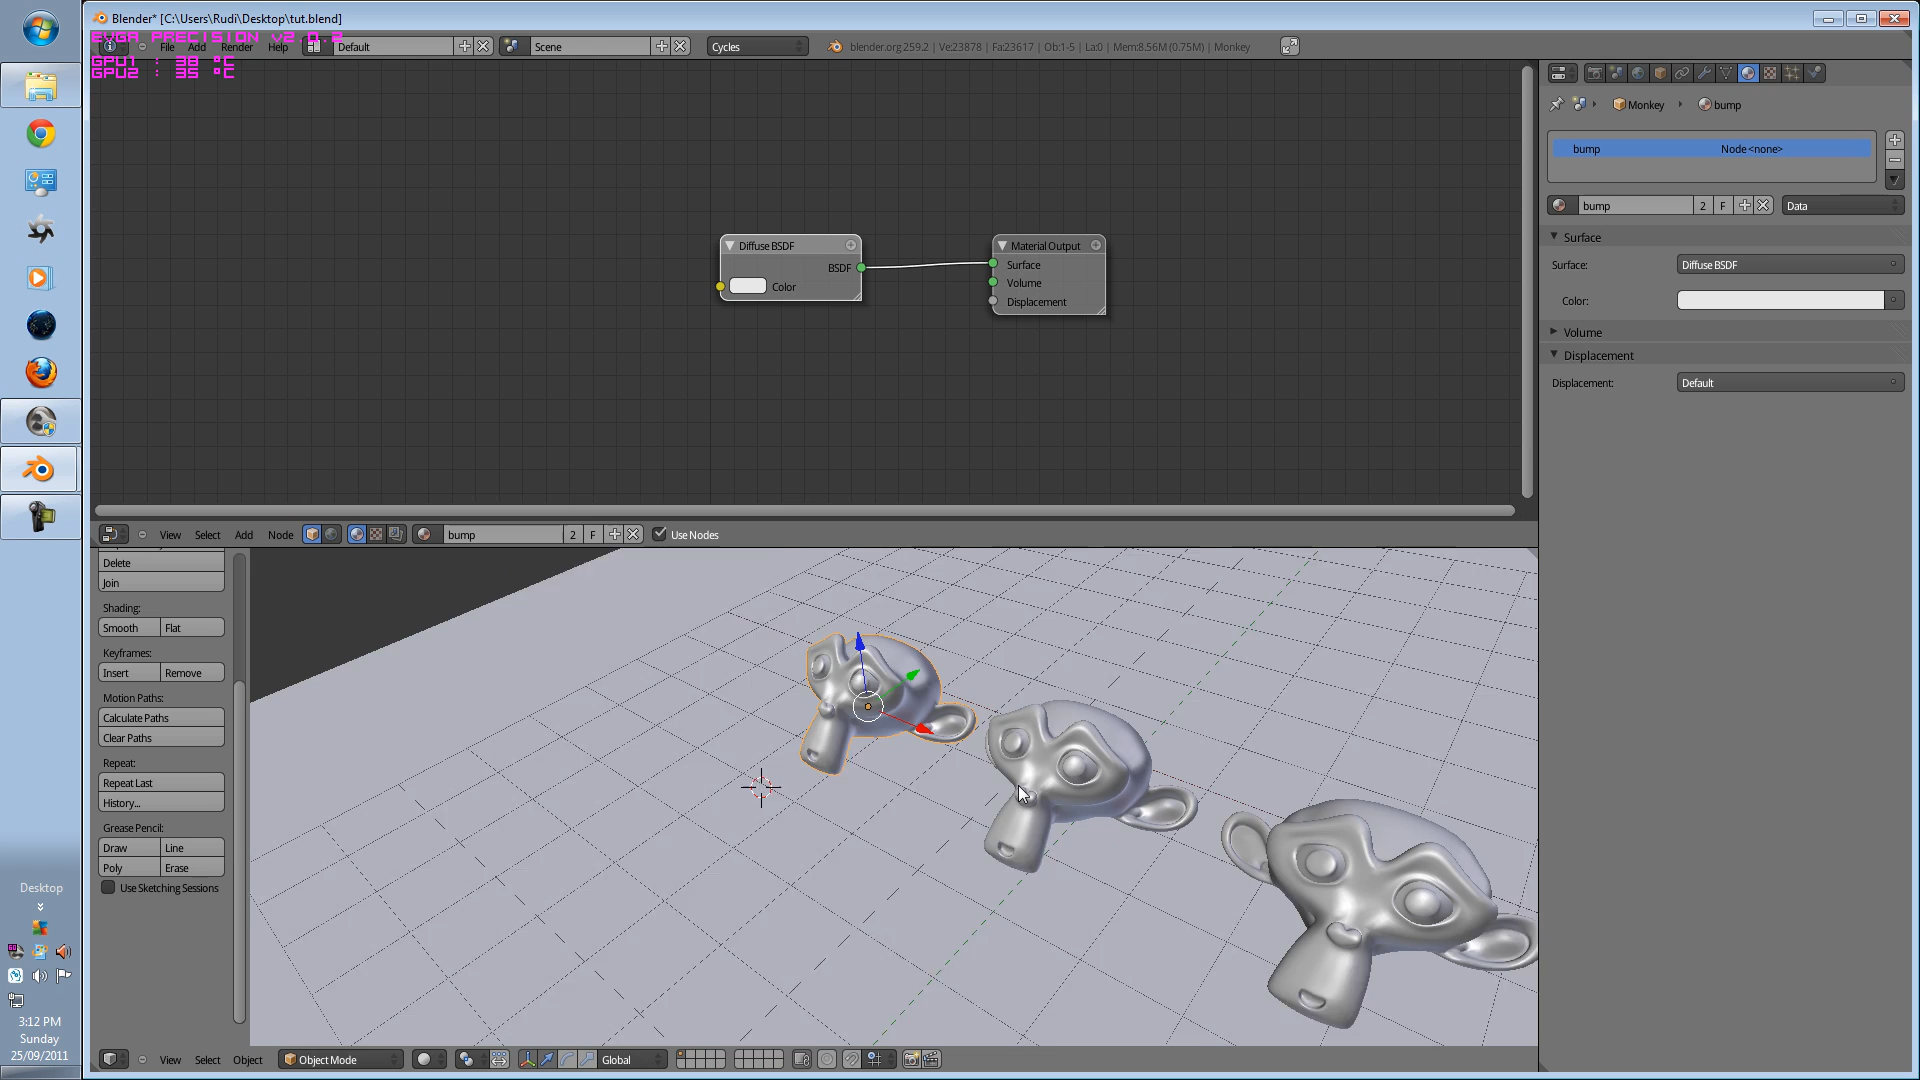 Blender* [C:\Users\Rudi\Desktop\tut.blend]
EVGA PRECISION v2.0.2
File Add Render Help Default Scene Cycles blender.org 259.2 | Ve:23878 | Fa:23617 | Ob:1-5 | La:0 | Mem:8.56M (0.75M) | Monkey
GPU1 : 38 °C
GPU2 : 35 °C
Monkey bump
bump Node <none>
bump 2 F Data
Surface
Surface: Diffuse BSDF
Color:
Volume
Displacement
Displacement: Default
Diffuse BSDF
BSDF
Color
Material Output
Surface
Volume
Displacement
View Select Add Node bump 2 F Use Nodes
Delete
Join
Shading:
Smooth Flat
Keyframes:
Insert Remove
Motion Paths:
Calculate Paths
Clear Paths
Repeat:
Repeat Last
History...
Grease Pencil:
Draw Line
Poly Erase
Use Sketching Sessions
View Select Object Object Mode Global
Desktop
3:12 PM
Sunday
25/09/2011